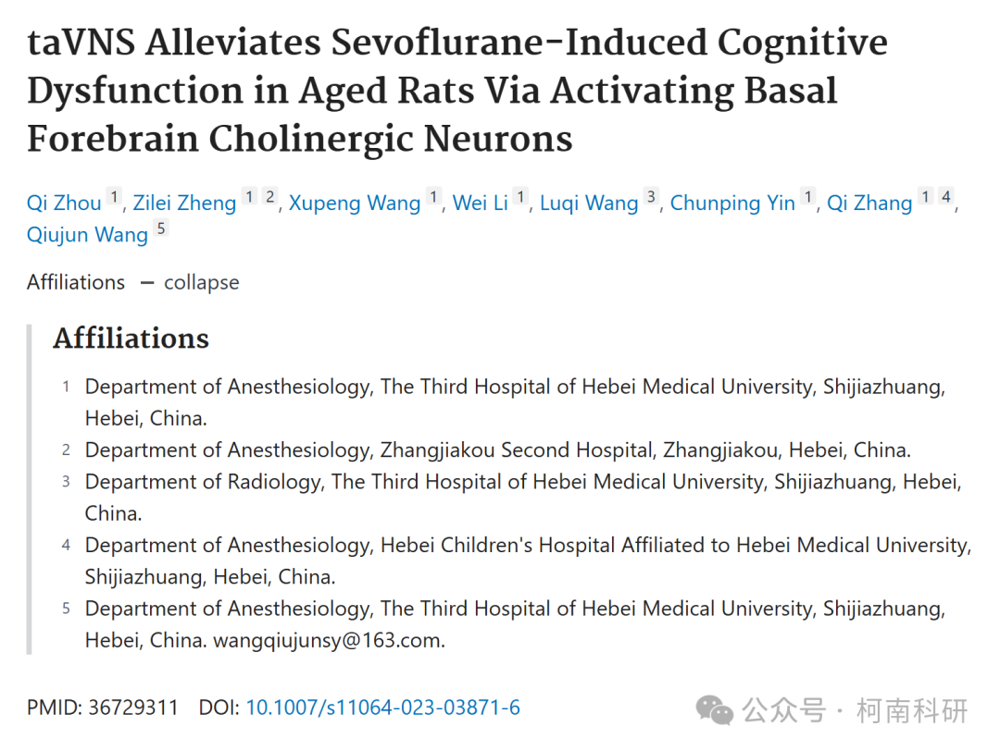 taVNS Alleviates Sevoflurane-Induced Cognitive
Dysfunction in Aged Rats Via Activating Basal
Forebrain Cholinergic Neurons
Qi Zhou 1, Zilei Zheng 1 2, Xupeng Wang 1, Wei Li 1, Luqi Wang 3, Chunping Yin 1, Qi Zhang 1 4,
Qiujun Wang 5
Affiliations — collapse
Affiliations
1 Department of Anesthesiology, The Third Hospital of Hebei Medical University, Shijiazhuang,
Hebei, China.
2 Department of Anesthesiology, Zhangjiakou Second Hospital, Zhangjiakou, Hebei, China.
3 Department of Radiology, The Third Hospital of Hebei Medical University, Shijiazhuang, Hebei,
China.
4 Department of Anesthesiology, Hebei Children's Hospital Affiliated to Hebei Medical University,
Shijiazhuang, Hebei, China.
5 Department of Anesthesiology, The Third Hospital of Hebei Medical University, Shijiazhuang,
Hebei, China. wangqiujunsy@163.com.
PMID: 36729311 DOI: 10.1007/s11064-023-03871-6
公众号 · 柯南科研